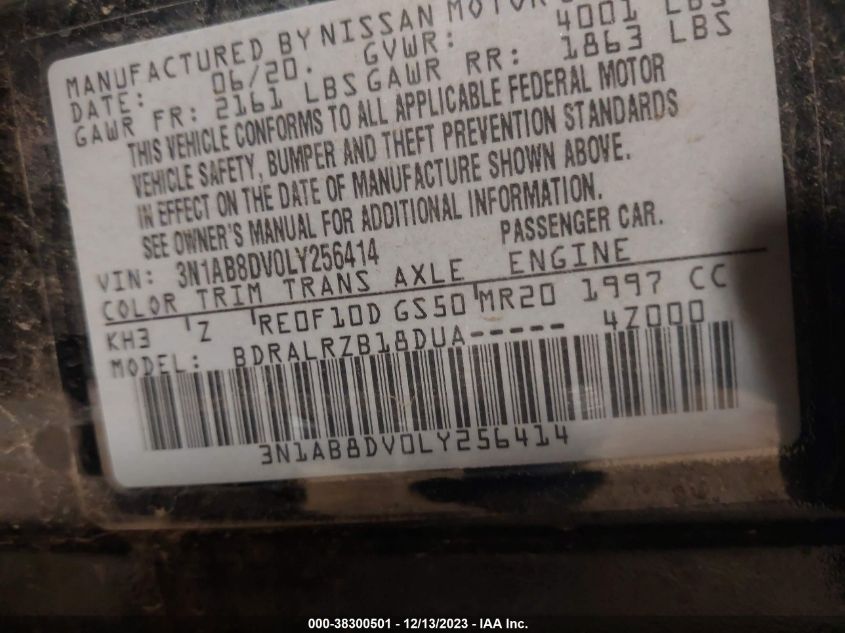 MANUFACTURED BY NISSAN MOTOR
DATE: 06/20. GVWR: 4001 LBS
GAWR FR: 2161 LBS GAWR RR: 1863 LBS
THIS VEHICLE CONFORMS TO ALL APPLICABLE FEDERAL MOTOR
VEHICLE SAFETY, BUMPER AND THEFT PREVENTION STANDARDS
IN EFFECT ON THE DATE OF MANUFACTURE SHOWN ABOVE.
SEE OWNER'S MANUAL FOR ADDITIONAL INFORMATION.
VIN: 3N1AB8DV0LY256414 PASSENGER CAR.
COLOR TRIM TRANS AXLE ENGINE
KH3 Z RE0F10D GS50 MR20 1997 CC
MODEL: BDRALRZB18DUA----- 4Z000
3N1AB8DV0LY256414
000-38300501 - 12/13/2023 - IAA Inc.